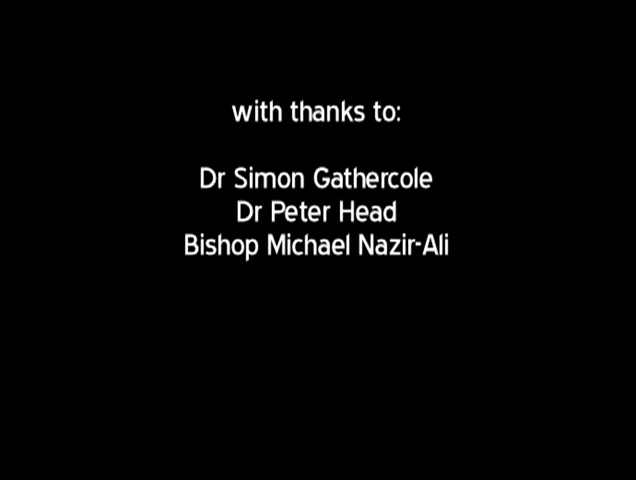 with thanks to:
Dr Simon Gathercole
Dr Peter Head
Bishop Michael Nazir-Ali